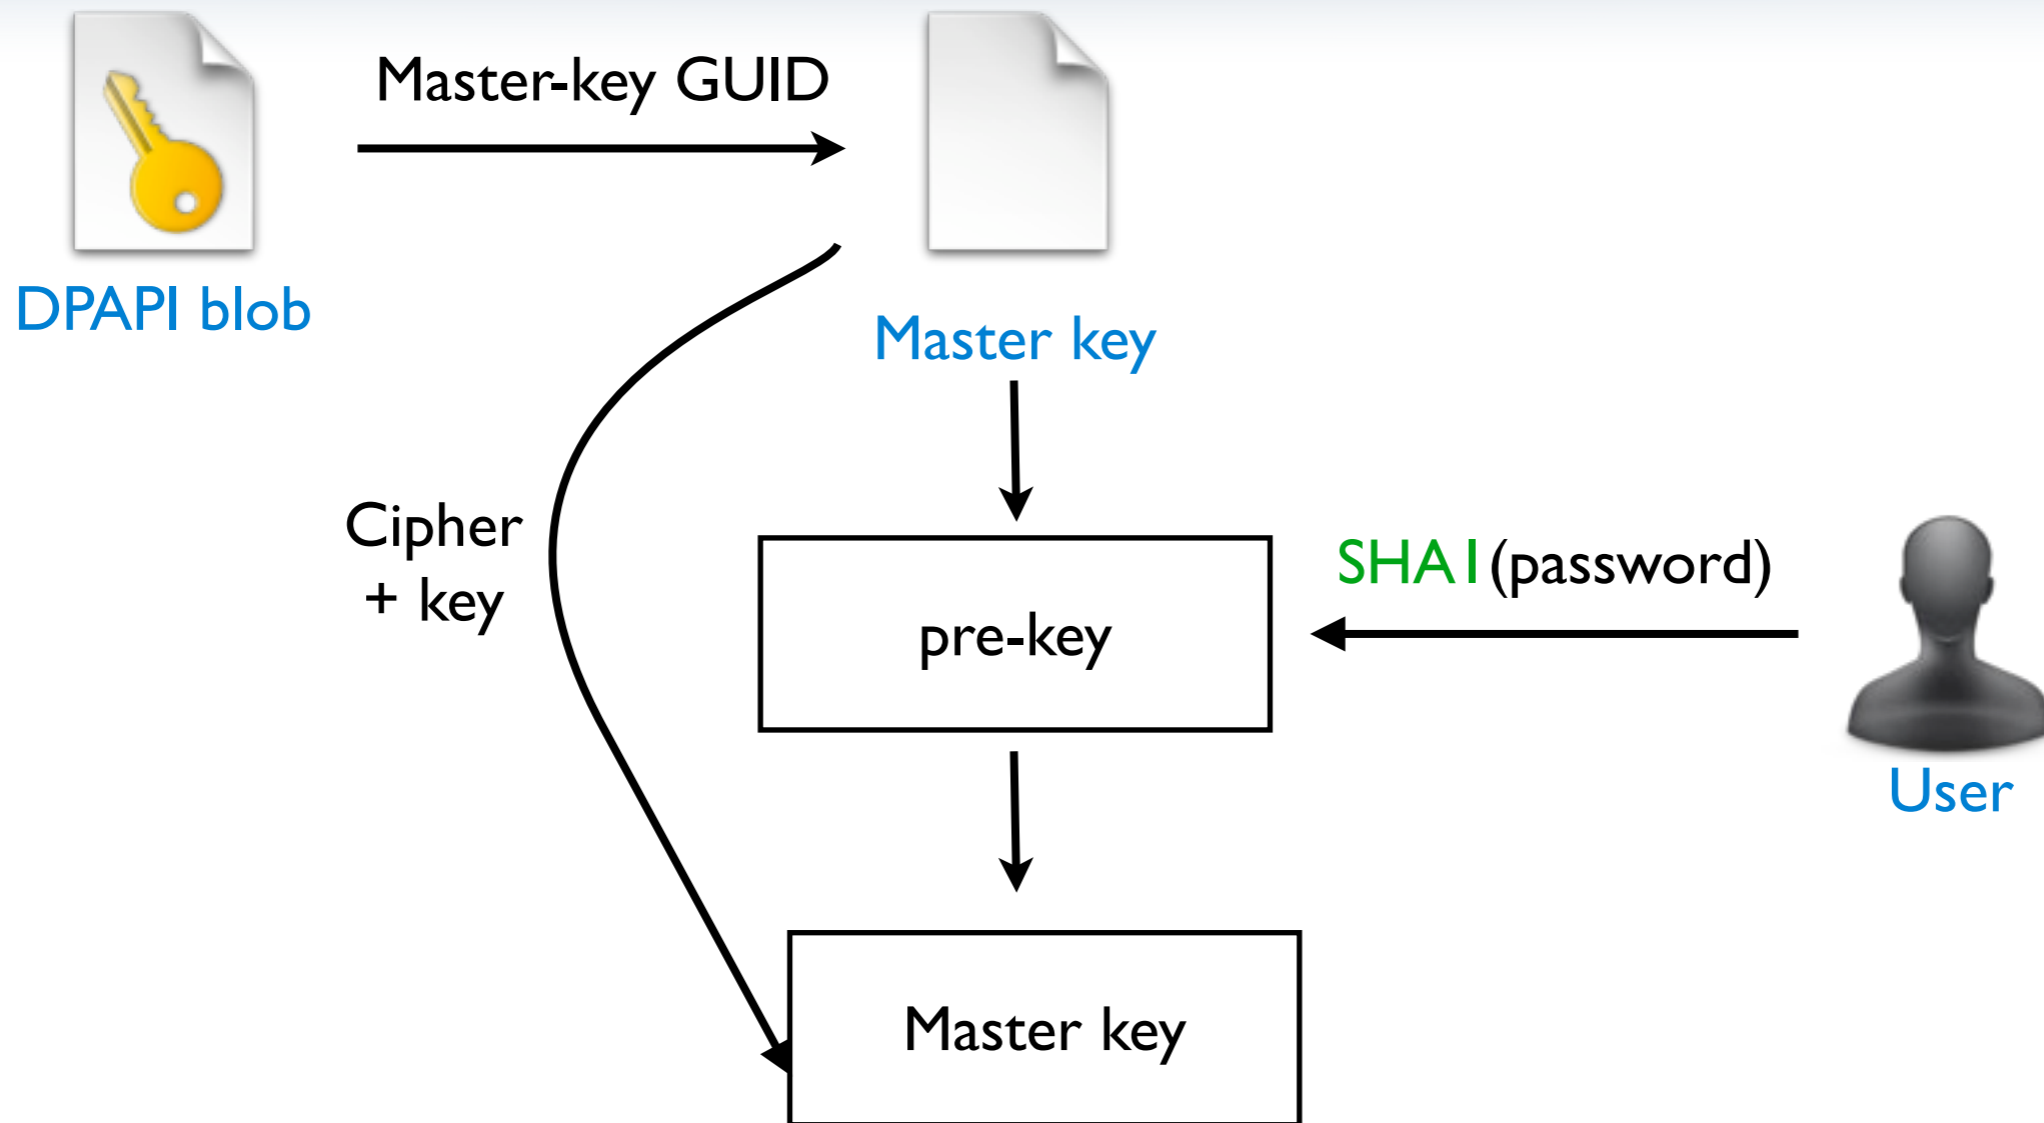 Master-key GUID
DPAPI blob
Master key
Cipher
+ key
SHA1(password)
pre-key
User
Master key